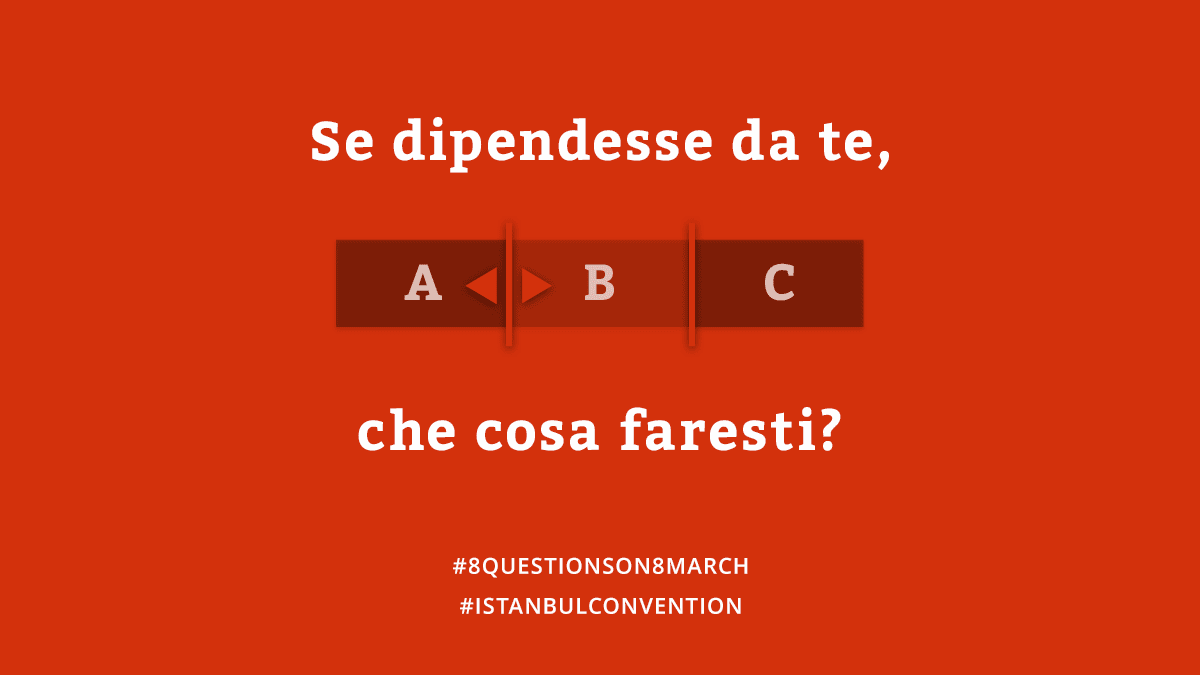 Se dipendesse da te,
A B C
che cosa faresti?
#8QUESTIONSON8MARCH
#ISTANBULCONVENTION